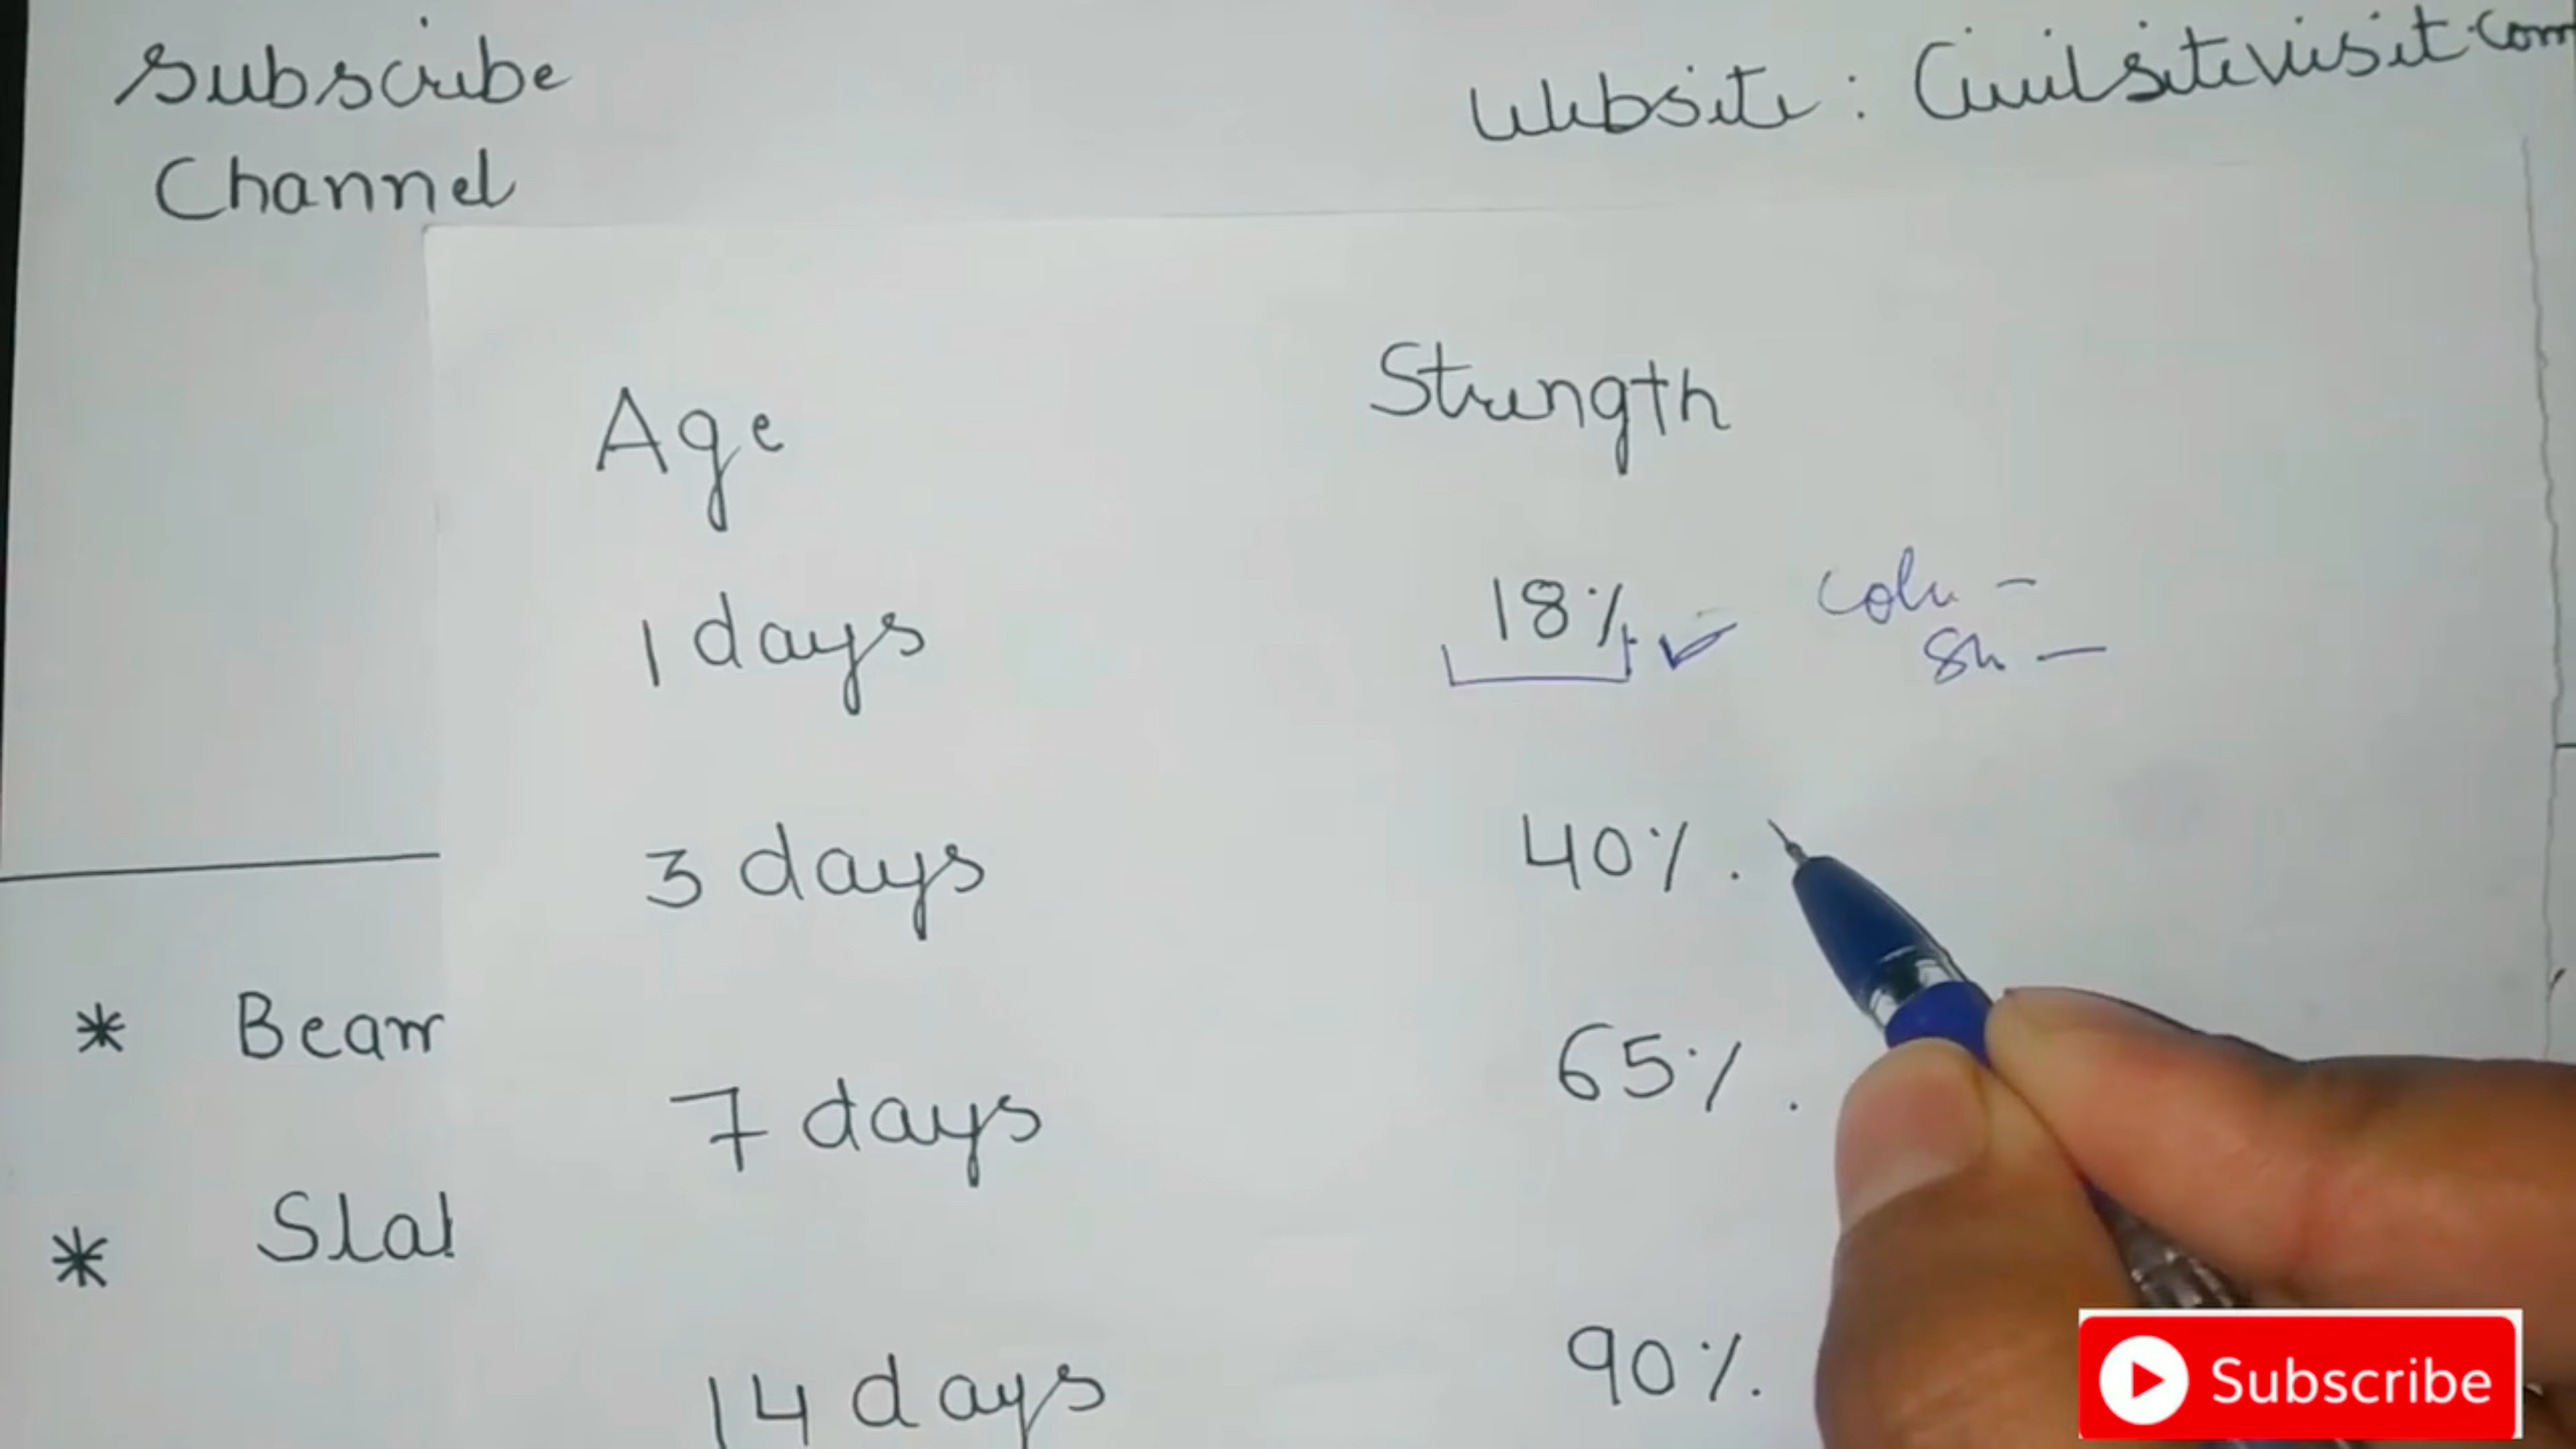 Subscribe
Channel
Website: Civilsitevisit.com
Age Strength
1 days 18%
3 days 40%.
7 days 65%.
14 days 90%.
* Beam
* Slab
Subscribe